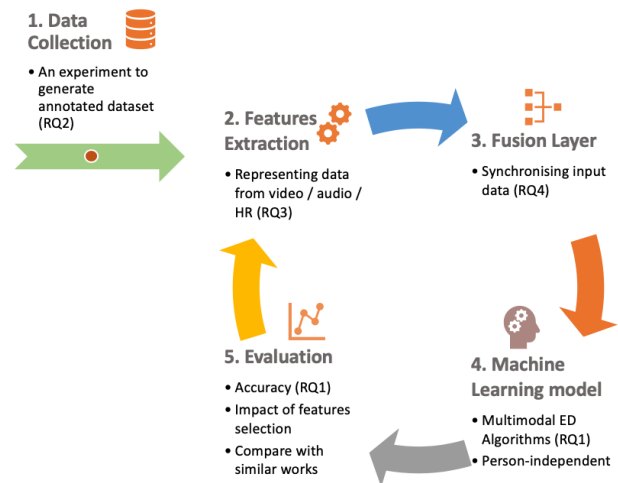 1. Data
Collection
• An experiment to
generate
annotated dataset
(RQ2)
2. Features
Extraction
• Representing data
from video / audio /
HR (RQ3)
3. Fusion Layer
• Synchronising input
data (RQ4)
4. Machine
Learning model
• Multimodal ED
Algorithms (RQ1)
• Person-independent
5. Evaluation
• Accuracy (RQ1)
• Impact of features
selection
• Compare with
similar works